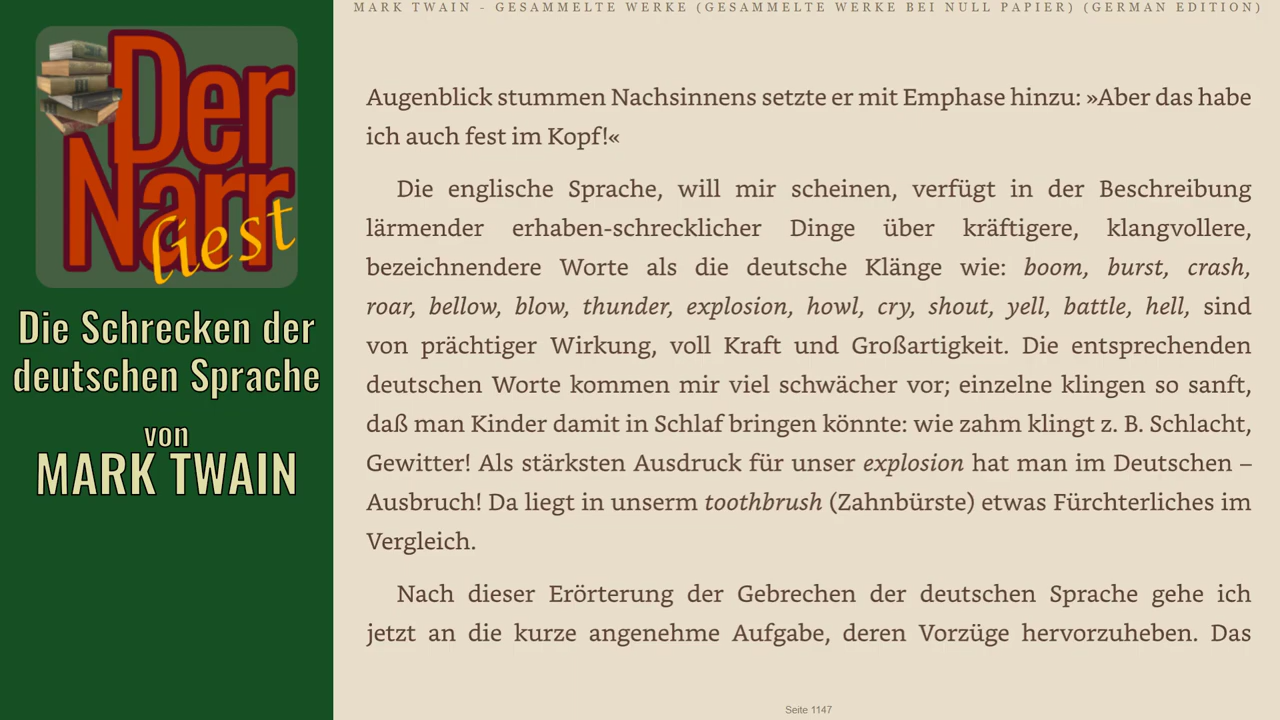 Der
Narr
liest
Die Schrecken der
deutschen Sprache
von
MARK TWAIN
MARK TWAIN - GESAMMELTE WERKE (GESAMMELTE WERKE BEI NULL PAPIER) (GERMAN EDITION)
Augenblick stummen Nachsinnens setzte er mit Emphase hinzu: »Aber das habe
ich auch fest im Kopf!«
Die englische Sprache, will mir scheinen, verfügt in der Beschreibung
lärmender erhaben-schrecklicher Dinge über kräftigere, klangvollere,
bezeichnendere Worte als die deutsche Klänge wie: boom, burst, crash,
roar, bellow, blow, thunder, explosion, howl, cry, shout, yell, battle, hell, sind
von prächtiger Wirkung, voll Kraft und Großartigkeit. Die entsprechenden
deutschen Worte kommen mir viel schwächer vor; einzelne klingen so sanft,
daß man Kinder damit in Schlaf bringen könnte: wie zahm klingt z. B. Schlacht,
Gewitter! Als stärksten Ausdruck für unser explosion hat man im Deutschen –
Ausbruch! Da liegt in unserm toothbrush (Zahnbürste) etwas Fürchterliches im
Vergleich.
Nach dieser Erörterung der Gebrechen der deutschen Sprache gehe ich
jetzt an die kurze angenehme Aufgabe, deren Vorzüge hervorzuheben. Das
Seite 1147